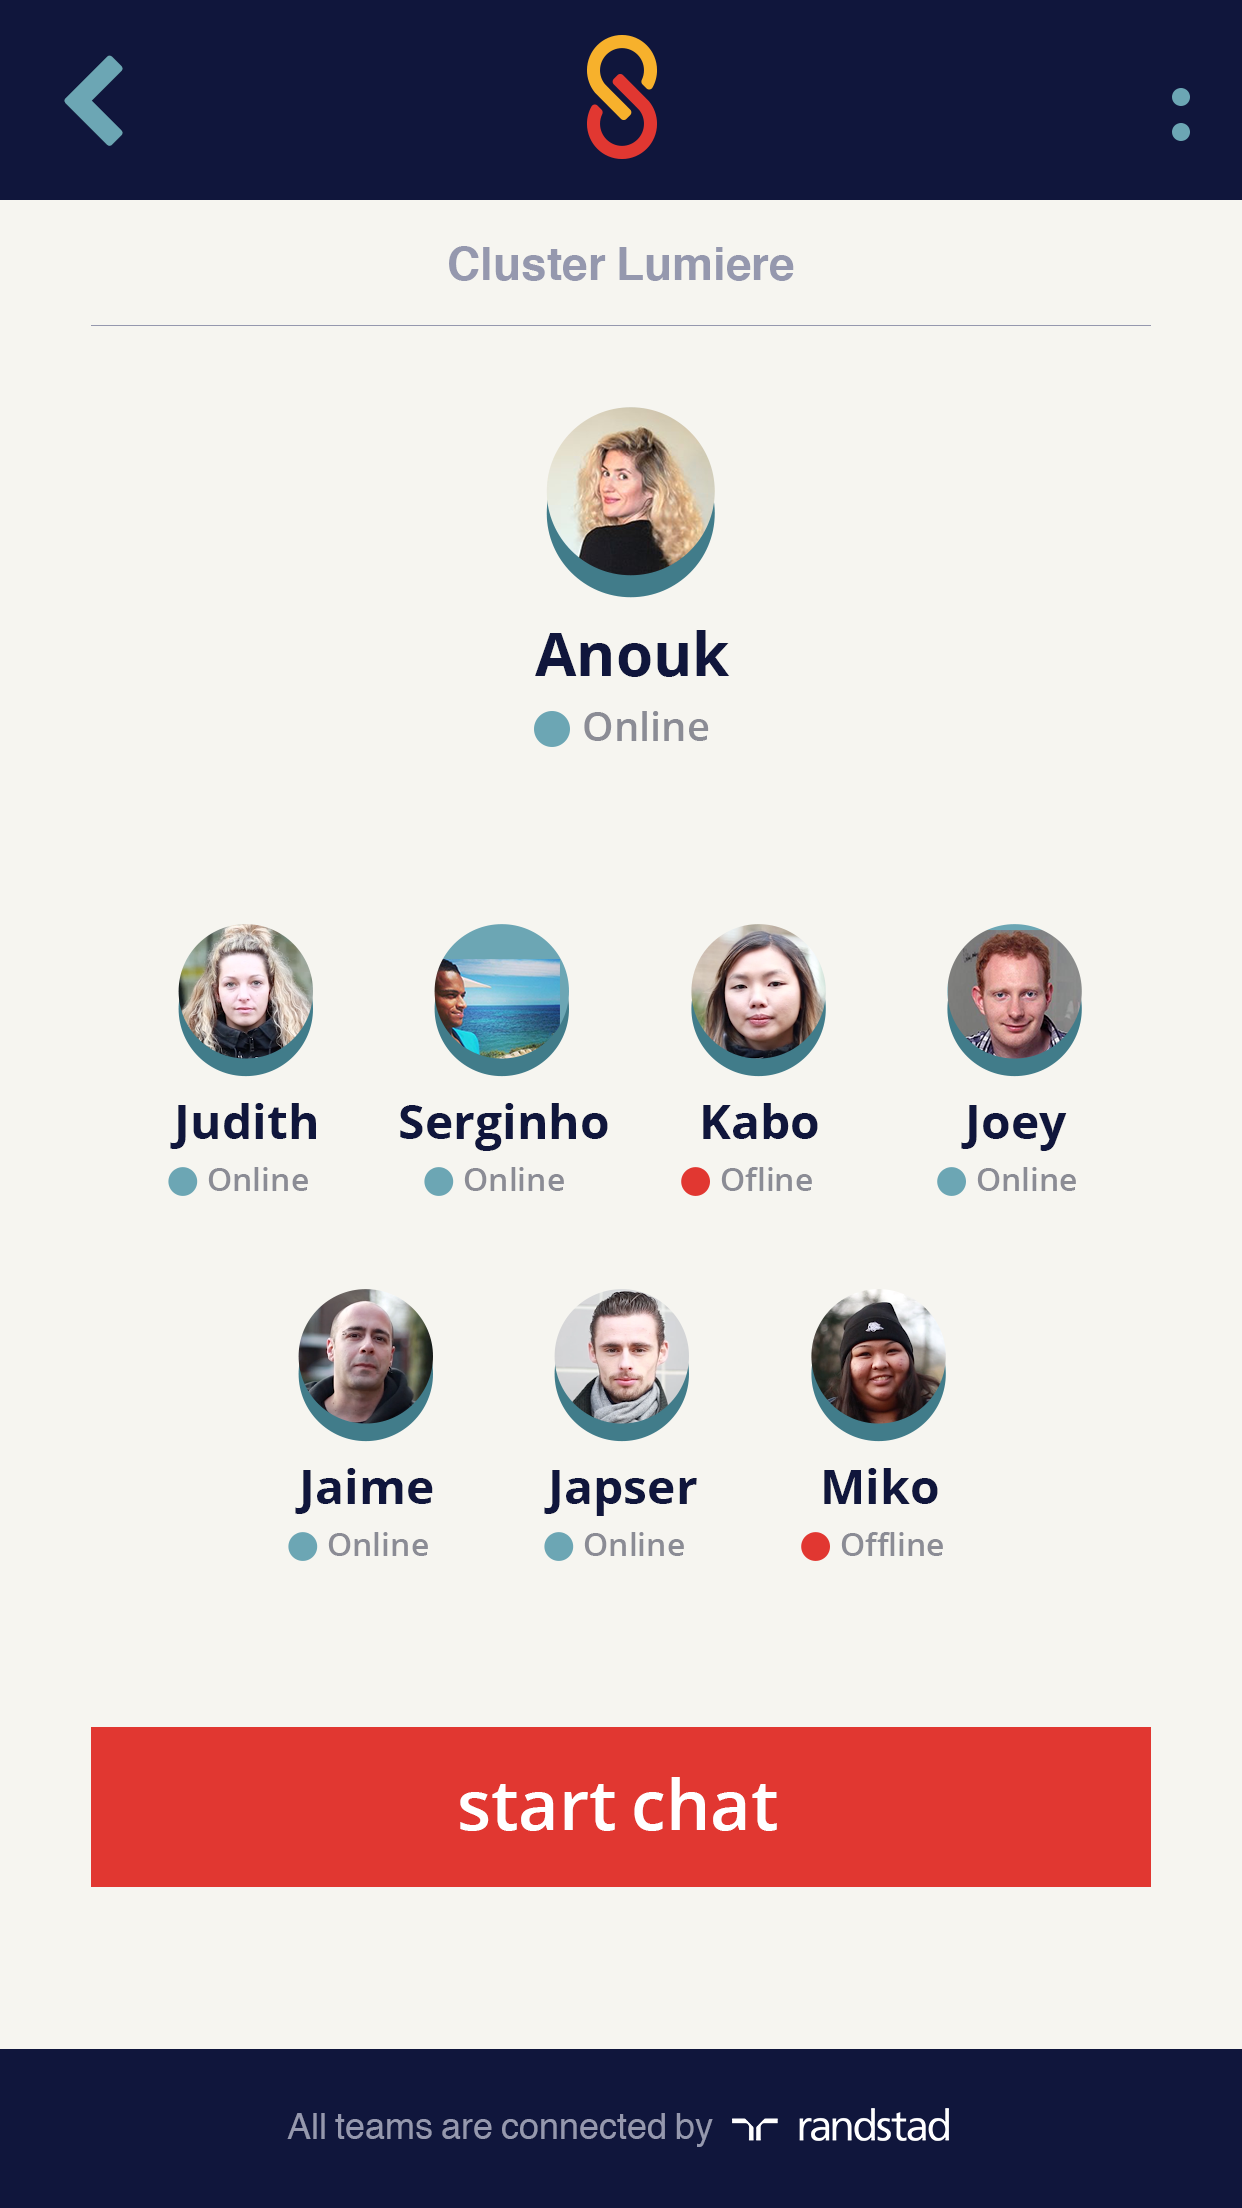 Cluster Lumiere
Anouk
Online
Judith Serginho Kabo Joey
Online Online Ofline Online
Jaime Japser Miko
Online Online Offline
start chat
All teams are connected by randstad